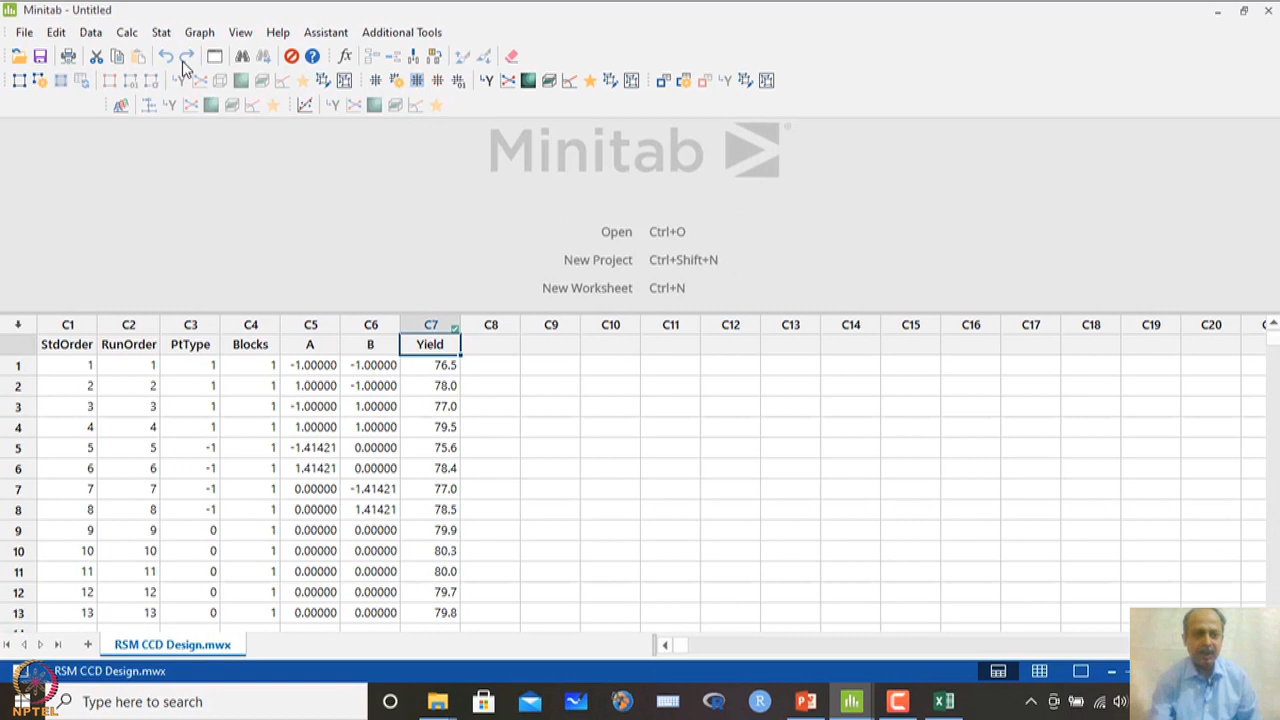 Minitab - Untitled
File Edit Data Calc Stat Graph View Help Assistant Additional Tools
Minitab
Open Ctrl+O
New Project Ctrl+Shift+N
New Worksheet Ctrl+N
C1 C2 C3 C4 C5 C6 C7 C8 C9 C10 C11 C12 C13 C14 C15 C16 C17 C18 C19 C20
StdOrder RunOrder PtType Blocks A B Yield
1 1 1 1 1 -1.00000 -1.00000 76.5
2 2 2 1 1 1.00000 -1.00000 78.0
3 3 3 1 1 -1.00000 1.00000 77.0
4 4 4 1 1 1.00000 1.00000 79.5
5 5 5 -1 1 -1.41421 0.00000 75.6
6 6 6 -1 1 1.41421 0.00000 78.4
7 7 7 -1 1 0.00000 -1.41421 77.0
8 8 8 -1 1 0.00000 1.41421 78.5
9 9 9 0 1 0.00000 0.00000 79.9
10 10 10 0 1 0.00000 0.00000 80.3
11 11 11 0 1 0.00000 0.00000 80.0
12 12 12 0 1 0.00000 0.00000 79.7
13 13 13 0 1 0.00000 0.00000 79.8
RSM CCD Design.mwx
RSM CCD Design.mwx
Type here to search
NPTEL